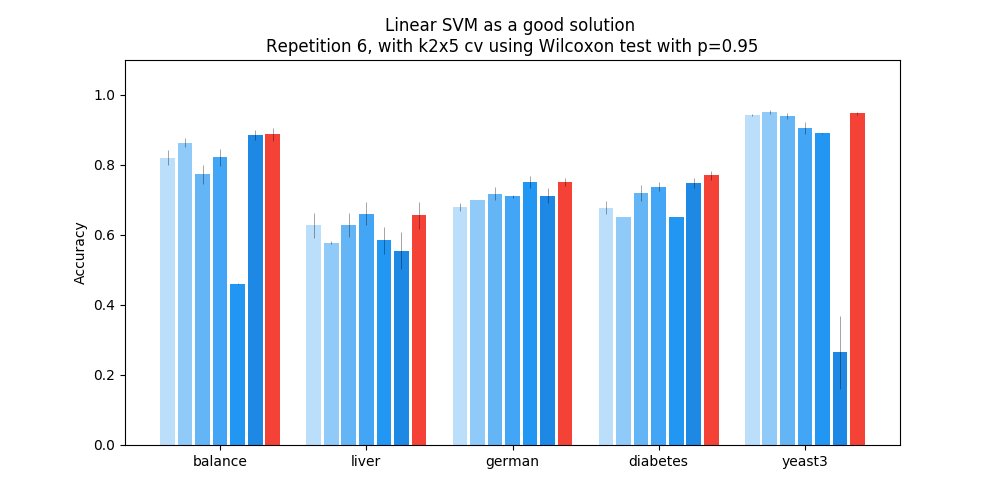 Linear SVM as a good solution
Repetition 6, with k2x5 cv using Wilcoxon test with p=0.95
Accuracy
1.0
0.8
0.6
0.4
0.2
0.0
balance liver german diabetes yeast3